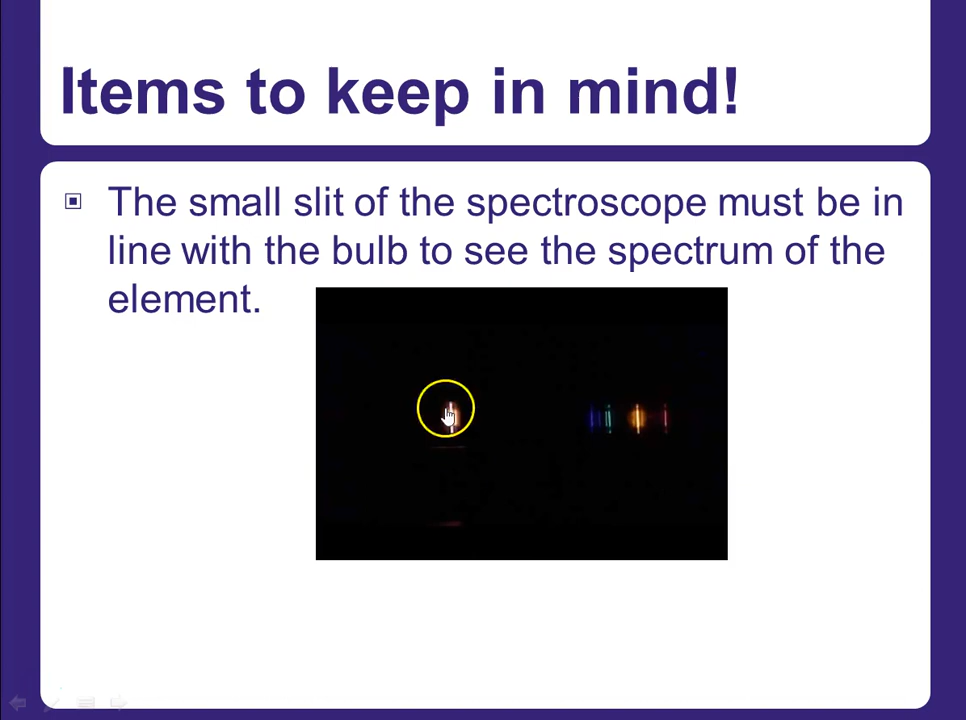 Items to keep in mind!
The small slit of the spectroscope must be in
line with the bulb to see the spectrum of the
element.